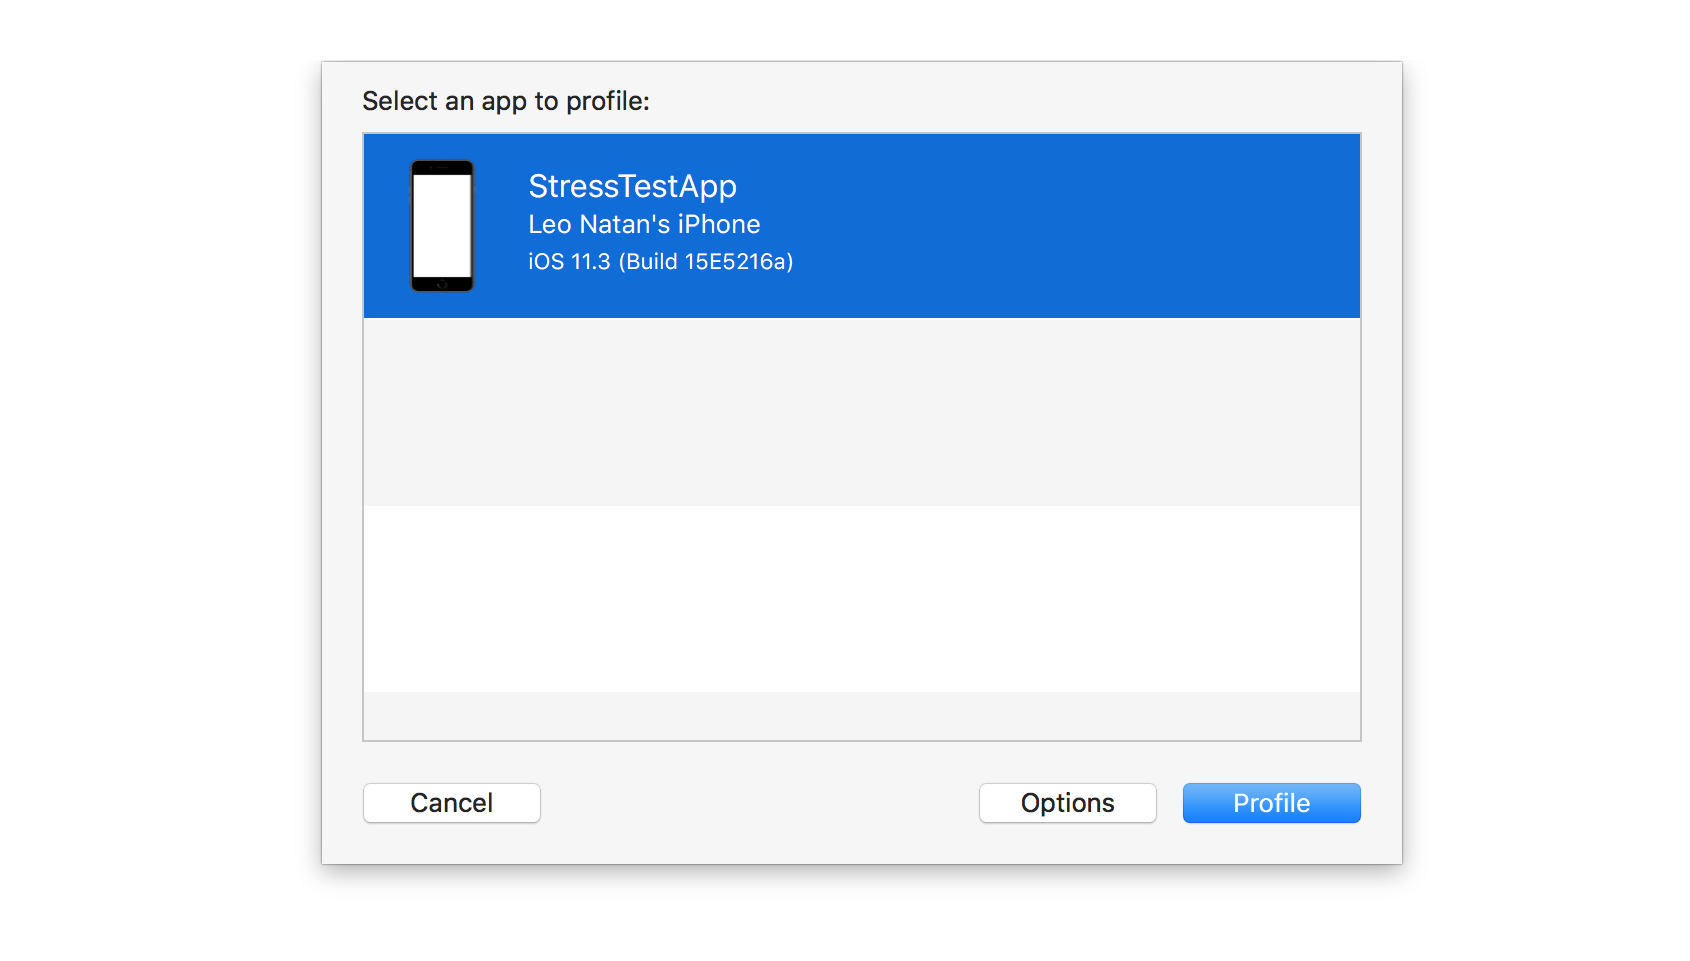 Select an app to profile:
StressTestApp
Leo Natan's iPhone
iOS 11.3 (Build 15E5216a)
Cancel
Options
Profile